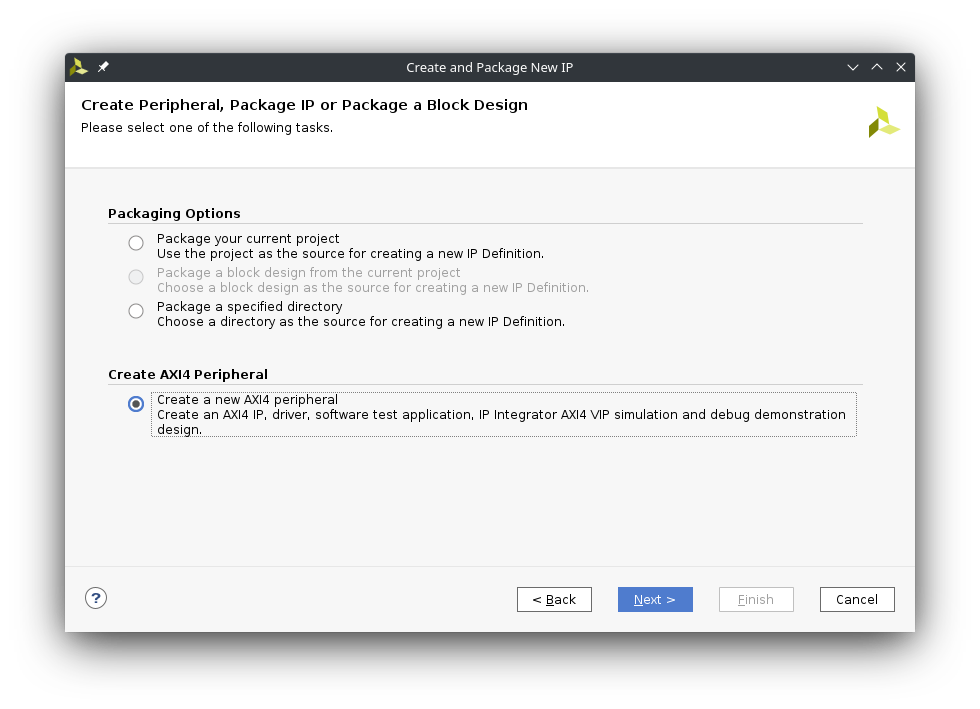 Create and Package New IP
Create Peripheral, Package IP or Package a Block Design
Please select one of the following tasks.
Packaging Options
Package your current project
Use the project as the source for creating a new IP Definition.
Package a block design from the current project
Choose a block design as the source for creating a new IP Definition.
Package a specified directory
Choose a directory as the source for creating a new IP Definition.
Create AXI4 Peripheral
Create a new AXI4 peripheral
Create an AXI4 IP, driver, software test application, IP Integrator AXI4 VIP simulation and debug demonstration
design.
? < Back Next > Finish Cancel